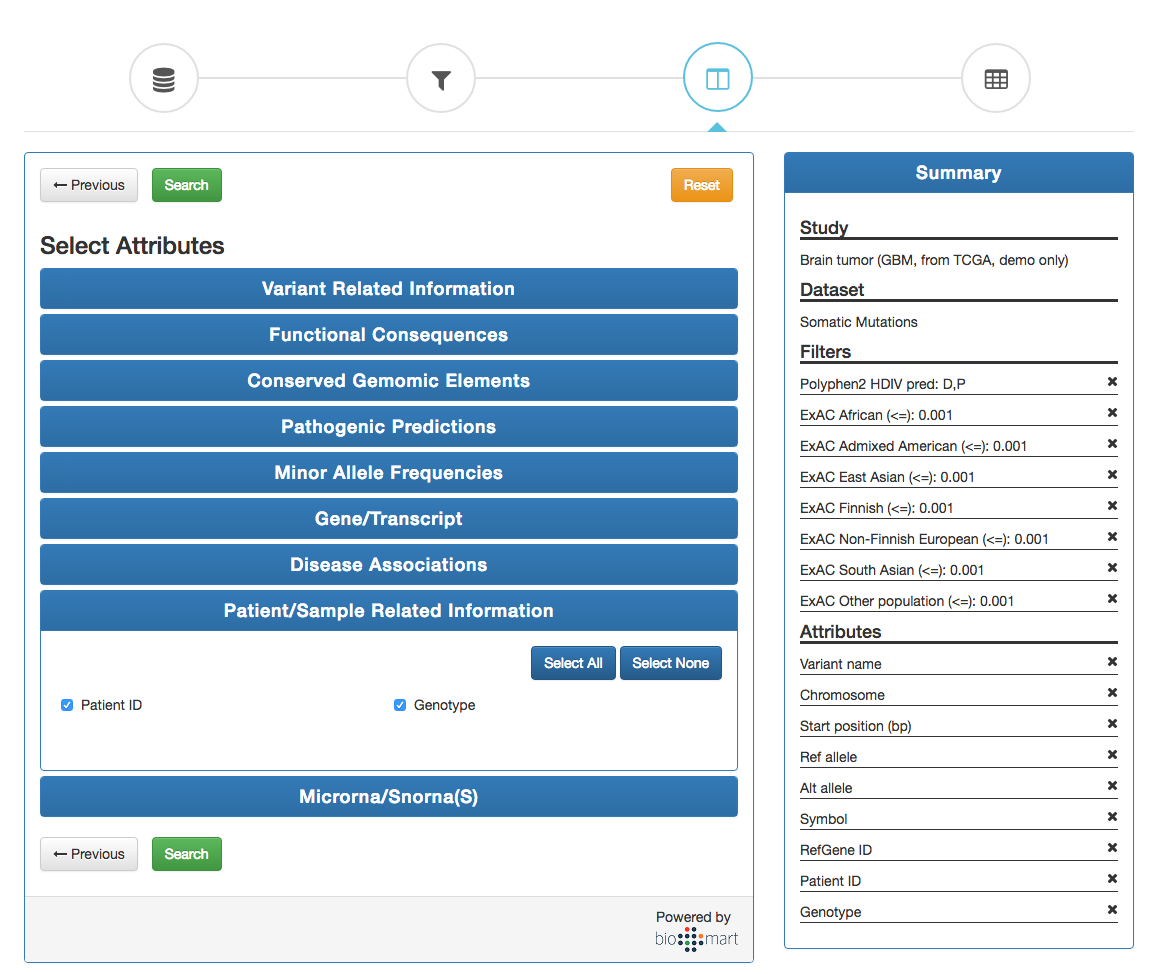 ← Previous
Search
Reset
Select Attributes
Variant Related Information
Functional Consequences
Conserved Gemomic Elements
Pathogenic Predictions
Minor Allele Frequencies
Gene/Transcript
Disease Associations
Patient/Sample Related Information
Select All
Select None
Patient ID
Genotype
Microrna/Snorna(S)
← Previous
Search
Powered by
bio mart
Summary
Study
Brain tumor (GBM, from TCGA, demo only)
Dataset
Somatic Mutations
Filters
Polyphen2 HDIV pred: D,P
ExAC African (<=): 0.001
ExAC Admixed American (<=): 0.001
ExAC East Asian (<=): 0.001
ExAC Finnish (<=): 0.001
ExAC Non-Finnish European (<=): 0.001
ExAC South Asian (<=): 0.001
ExAC Other population (<=): 0.001
Attributes
Variant name
Chromosome
Start position (bp)
Ref allele
Alt allele
Symbol
RefGene ID
Patient ID
Genotype